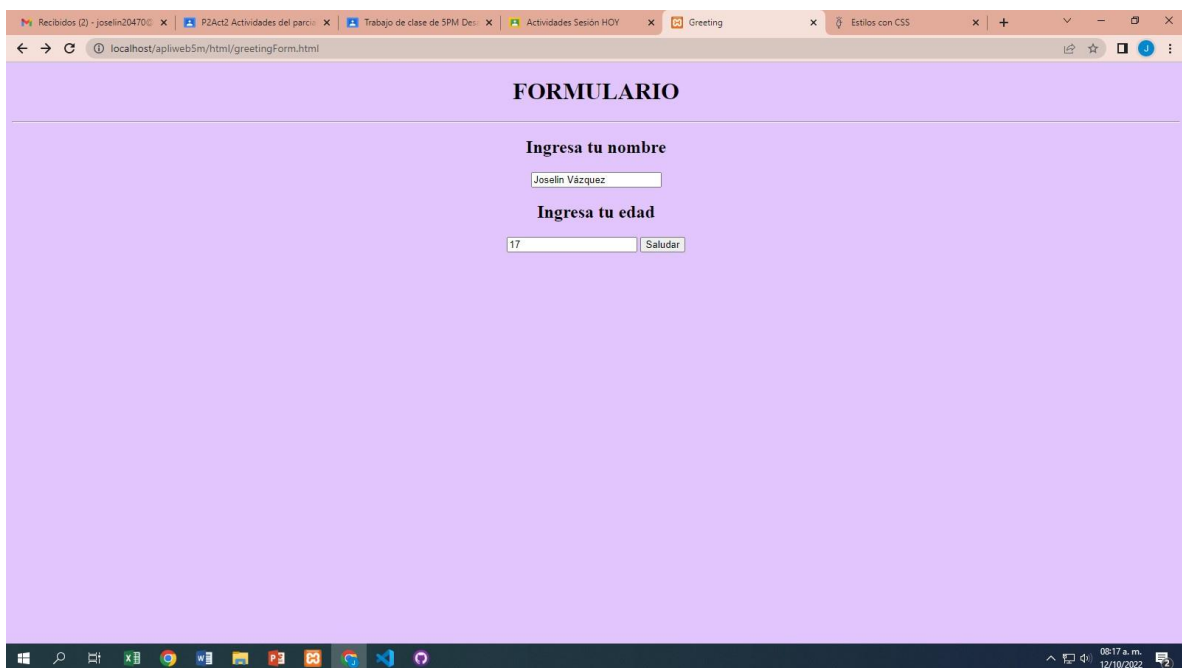 Recibidos (2) - joselin20470@
P2Act2 Actividades del parcia
Trabajo de clase de 5PM Desa
Actividades Sesión HOY
Greeting
Estilos con CSS
localhost/apliweb5m/html/greetingForm.html
J
FORMULARIO
Ingresa tu nombre
Joselin Vázquez
Ingresa tu edad
17
Saludar
08:17 a. m.
12/10/2022
2